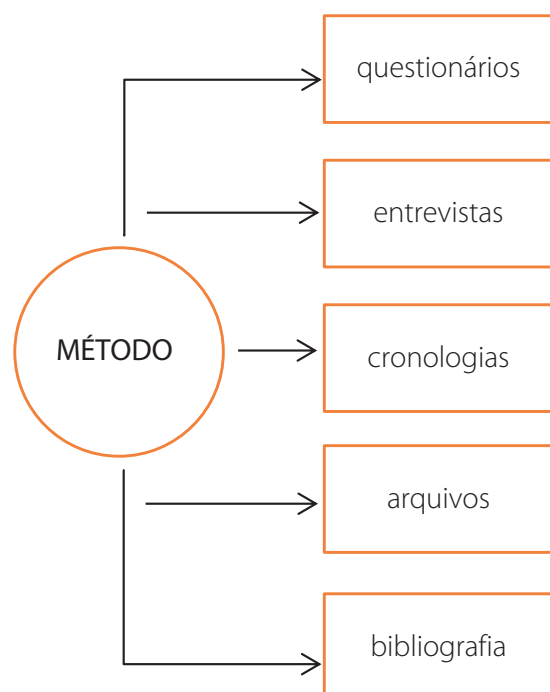 questionários
entrevistas
MÉTODO
cronologias
arquivos
bibliografia